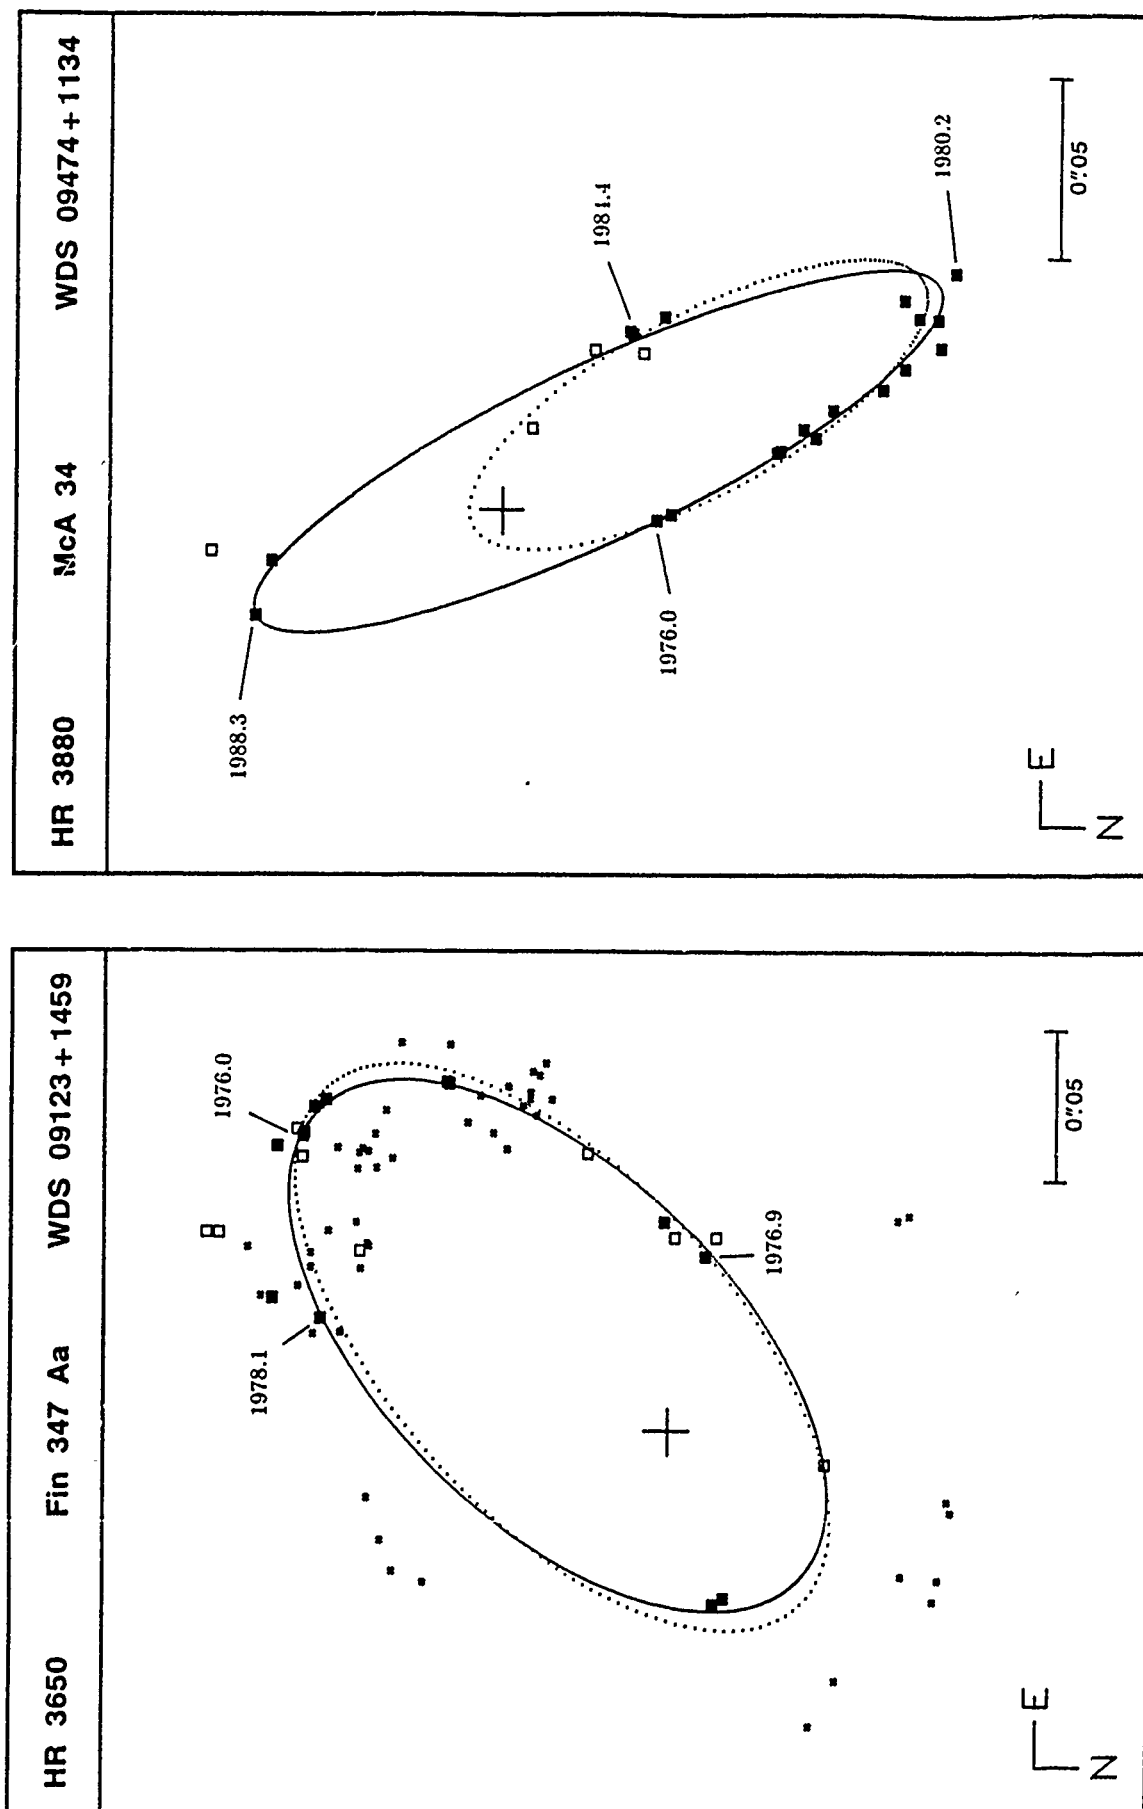 HR 3650 Fin 347 Aa WDS 09123+1459
1976.0
1978.1
1976.9
0″.05
E
N
HR 3880 McA 34 WDS 09474+1134
1988.3
1976.0
1984.4
1980.2
0″.05
E
N